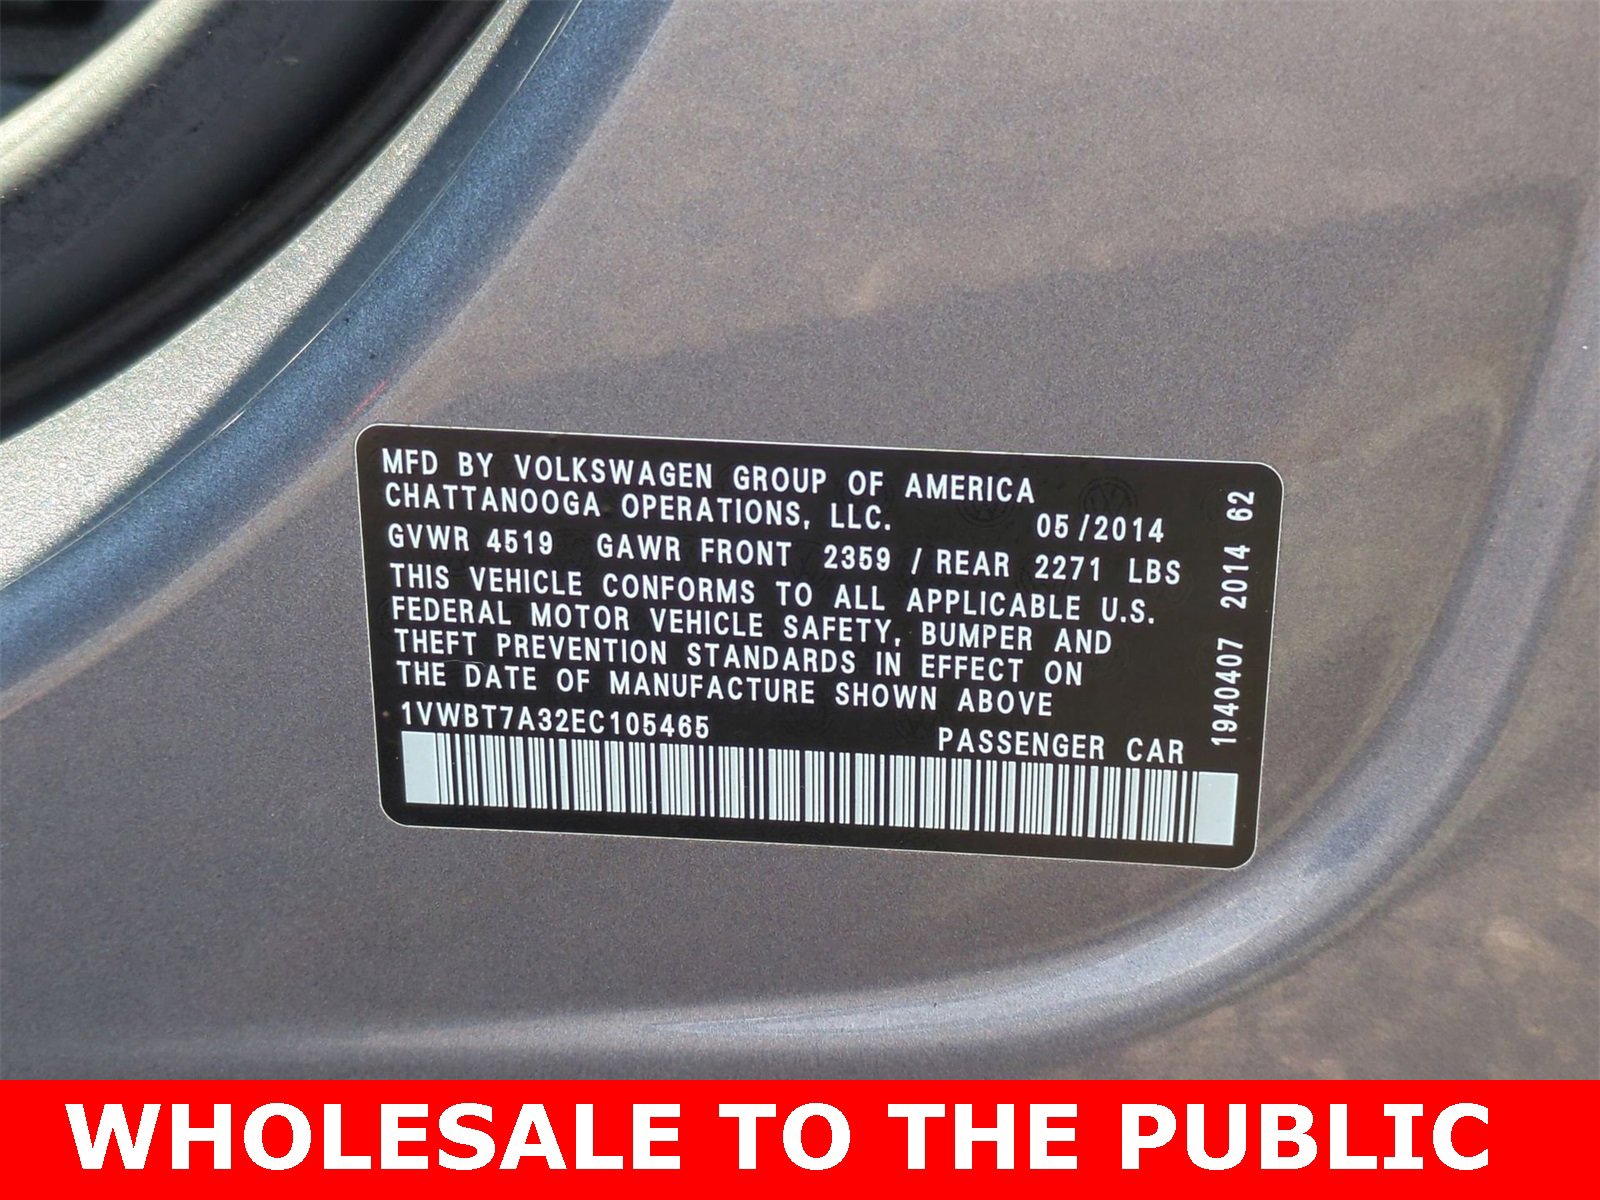 MFD BY VOLKSWAGEN GROUP OF AMERICA
CHATTANOOGA OPERATIONS, LLC. 05/2014
GVWR 4519 GAWR FRONT 2359 / REAR 2271 LBS
THIS VEHICLE CONFORMS TO ALL APPLICABLE U.S.
FEDERAL MOTOR VEHICLE SAFETY, BUMPER AND
THEFT PREVENTION STANDARDS IN EFFECT ON
THE DATE OF MANUFACTURE SHOWN ABOVE
1VWBT7A32EC105465
PASSENGER CAR
1940407 2014 62
WHOLESALE TO THE PUBLIC